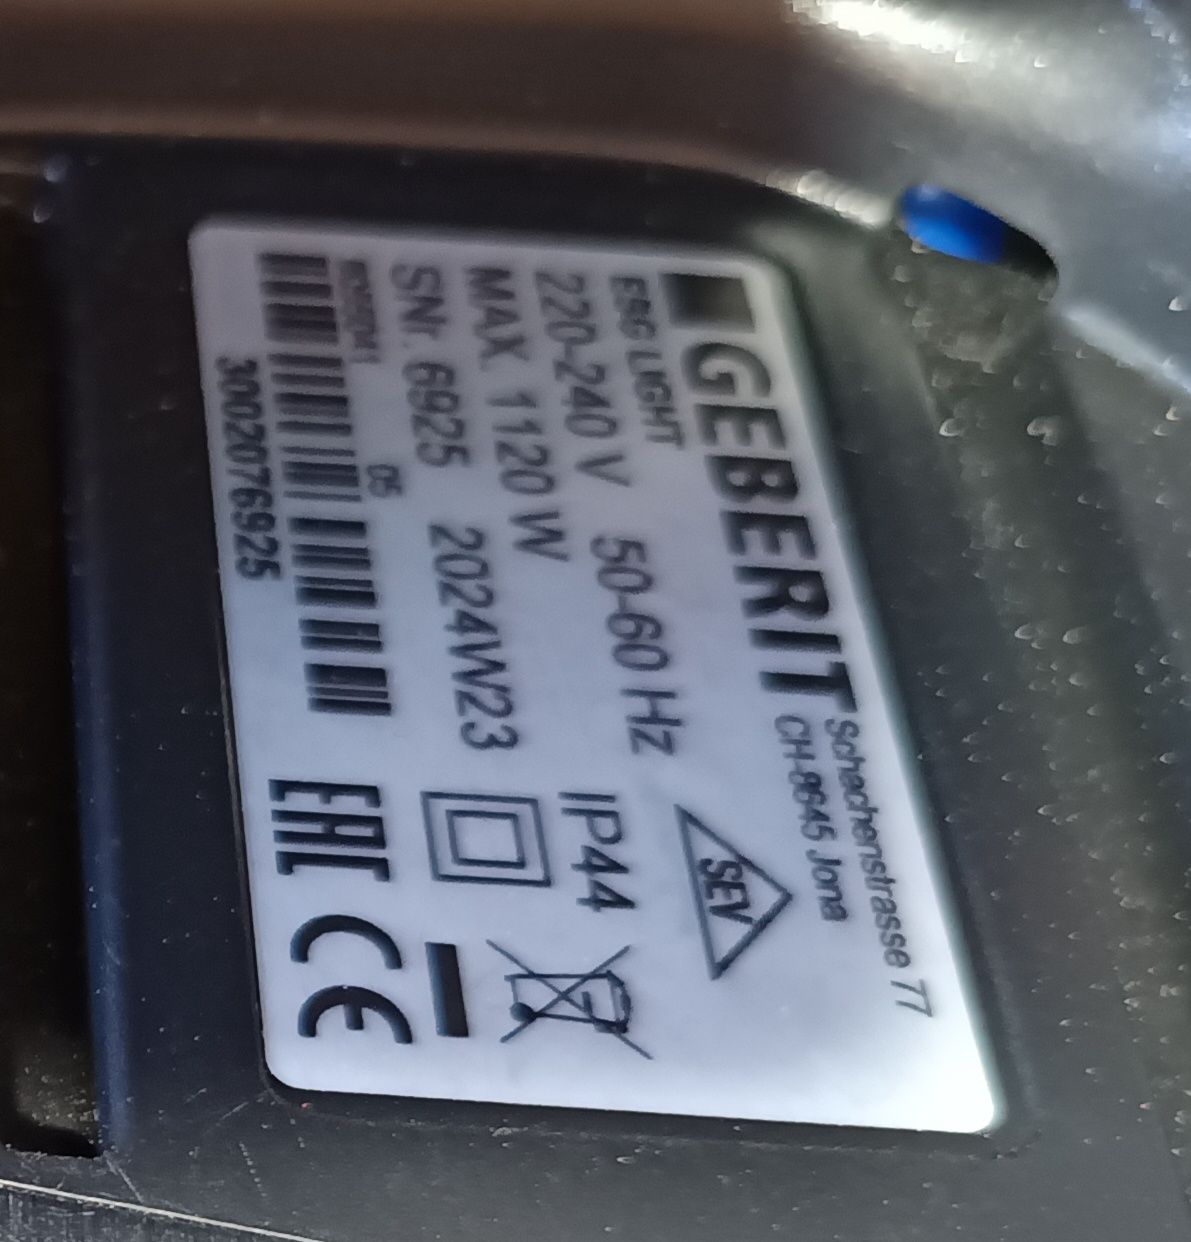 GEBERIT
Schachenstrasse 77
CH-8645 Jona
ESG LIGHT
220-240 V 50-60 Hz IP44
MAX. 1120 W
SNr. 6925 2024W23
05
3002076925
SEV
EAC
CE